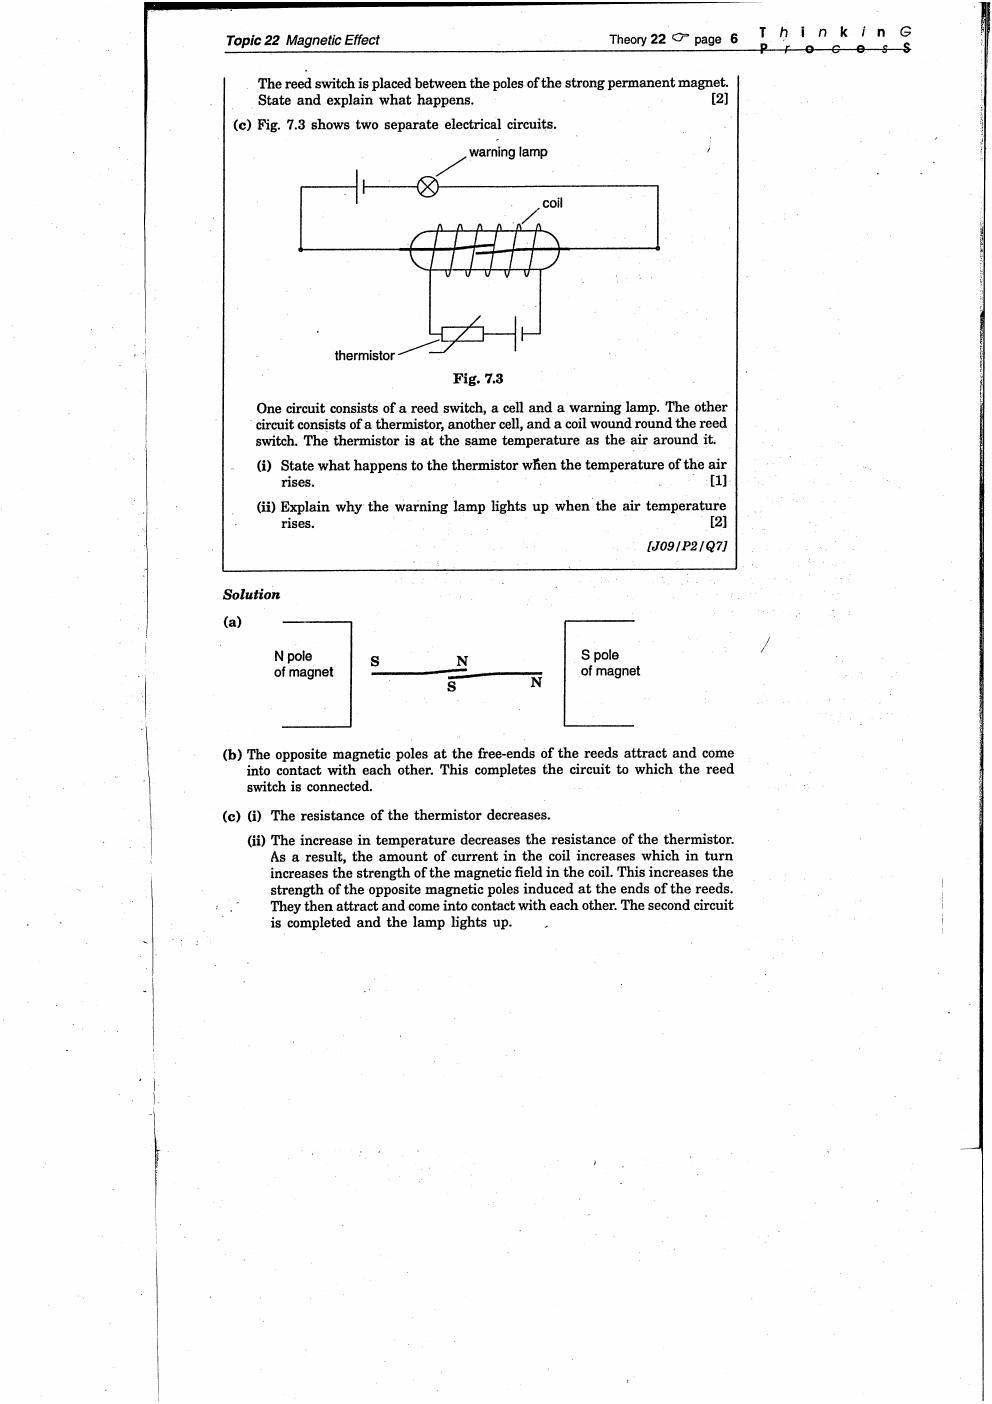 Topic 22 Magnetic Effect
Theory 22 ☞ page 6
T h i n k i n G
P r o c e s S
The reed switch is placed between the poles of the strong permanent magnet.
State and explain what happens. [2]
(c) Fig. 7.3 shows two separate electrical circuits.
warning lamp
coil
thermistor
Fig. 7.3
One circuit consists of a reed switch, a cell and a warning lamp. The other
circuit consists of a thermistor, another cell, and a coil wound round the reed
switch. The thermistor is at the same temperature as the air around it.
(i) State what happens to the thermistor when the temperature of the air
rises. [1]
(ii) Explain why the warning lamp lights up when the air temperature
rises. [2]
[J09/P2/Q7]
Solution
(a)
N pole
of magnet
S N
S N
S pole
of magnet
(b) The opposite magnetic poles at the free-ends of the reeds attract and come
into contact with each other. This completes the circuit to which the reed
switch is connected.
(c) (i) The resistance of the thermistor decreases.
(ii) The increase in temperature decreases the resistance of the thermistor.
As a result, the amount of current in the coil increases which in turn
increases the strength of the magnetic field in the coil. This increases the
strength of the opposite magnetic poles induced at the ends of the reeds.
They then attract and come into contact with each other. The second circuit
is completed and the lamp lights up.